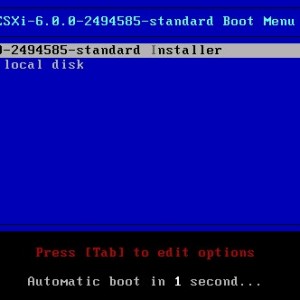 CSXi-6.0.0-2494585-standard Boot Menu
0-2494585-standard Installer
local disk
Press [Tab] to edit options
Automatic boot in 1 second...